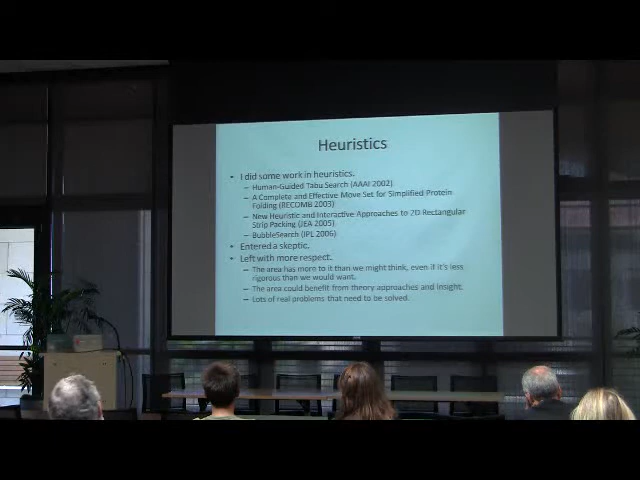 Heuristics
• I did some work in heuristics.
– Human-Guided Tabu Search (AAAI 2002)
– A Complete and Effective Move Set for Simplified Protein
Folding (RECOMB 2003)
– New Heuristic and Interactive Approaches to 2D Rectangular
Strip Packing (JEA 2005)
– BubbleSearch (IPL 2006)
• Entered a skeptic.
• Left with more respect.
– The area has more to it than we might think, even if it's less
rigorous than we would want.
– The area could benefit from theory approaches and insight.
– Lots of real problems that need to be solved.